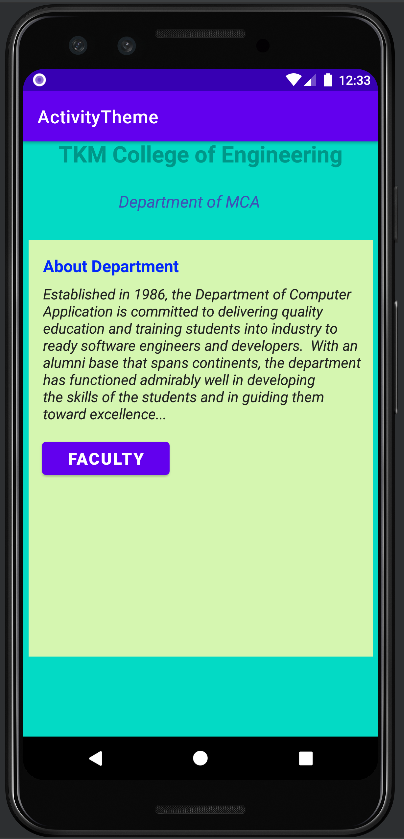 12:33
ActivityTheme
TKM College of Engineering
Department of MCA
About Department
Established in 1986, the Department of Computer
Application is committed to delivering quality
education and training students into industry to
ready software engineers and developers.  With an
alumni base that spans continents, the department
has functioned admirably well in developing
the skills of the students and in guiding them
toward excellence...
FACULTY